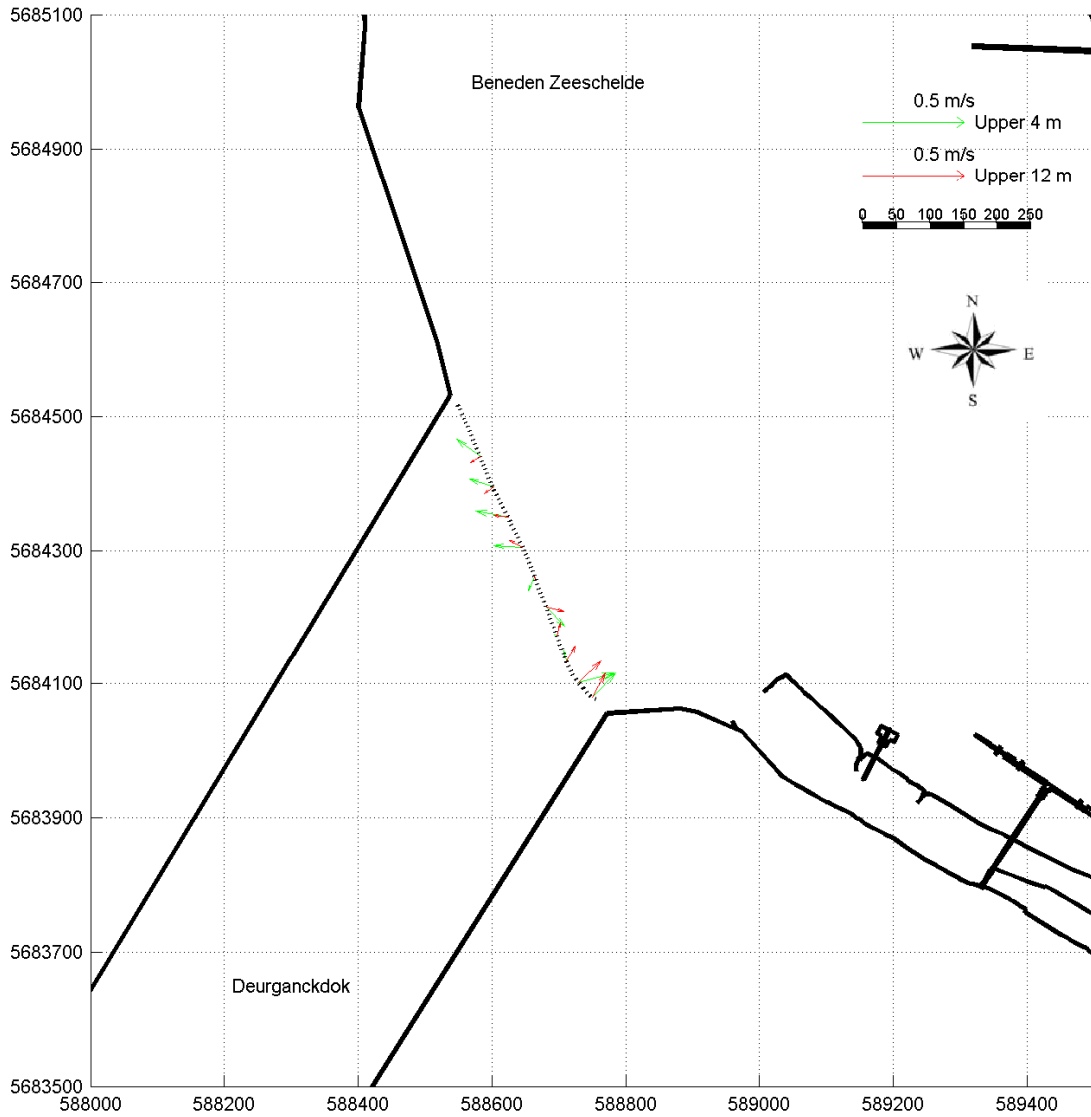 5685100
Beneden Zeeschelde
0.5 m/s
Upper 4 m
5684900
0.5 m/s
Upper 12 m
0 50 100 150 200 250
5684700
N
W E
S
5684500
5684300
5684100
5683900
5683700
Deurganckdok
5683500
588000 588200 588400 588600 588800 589000 589200 589400